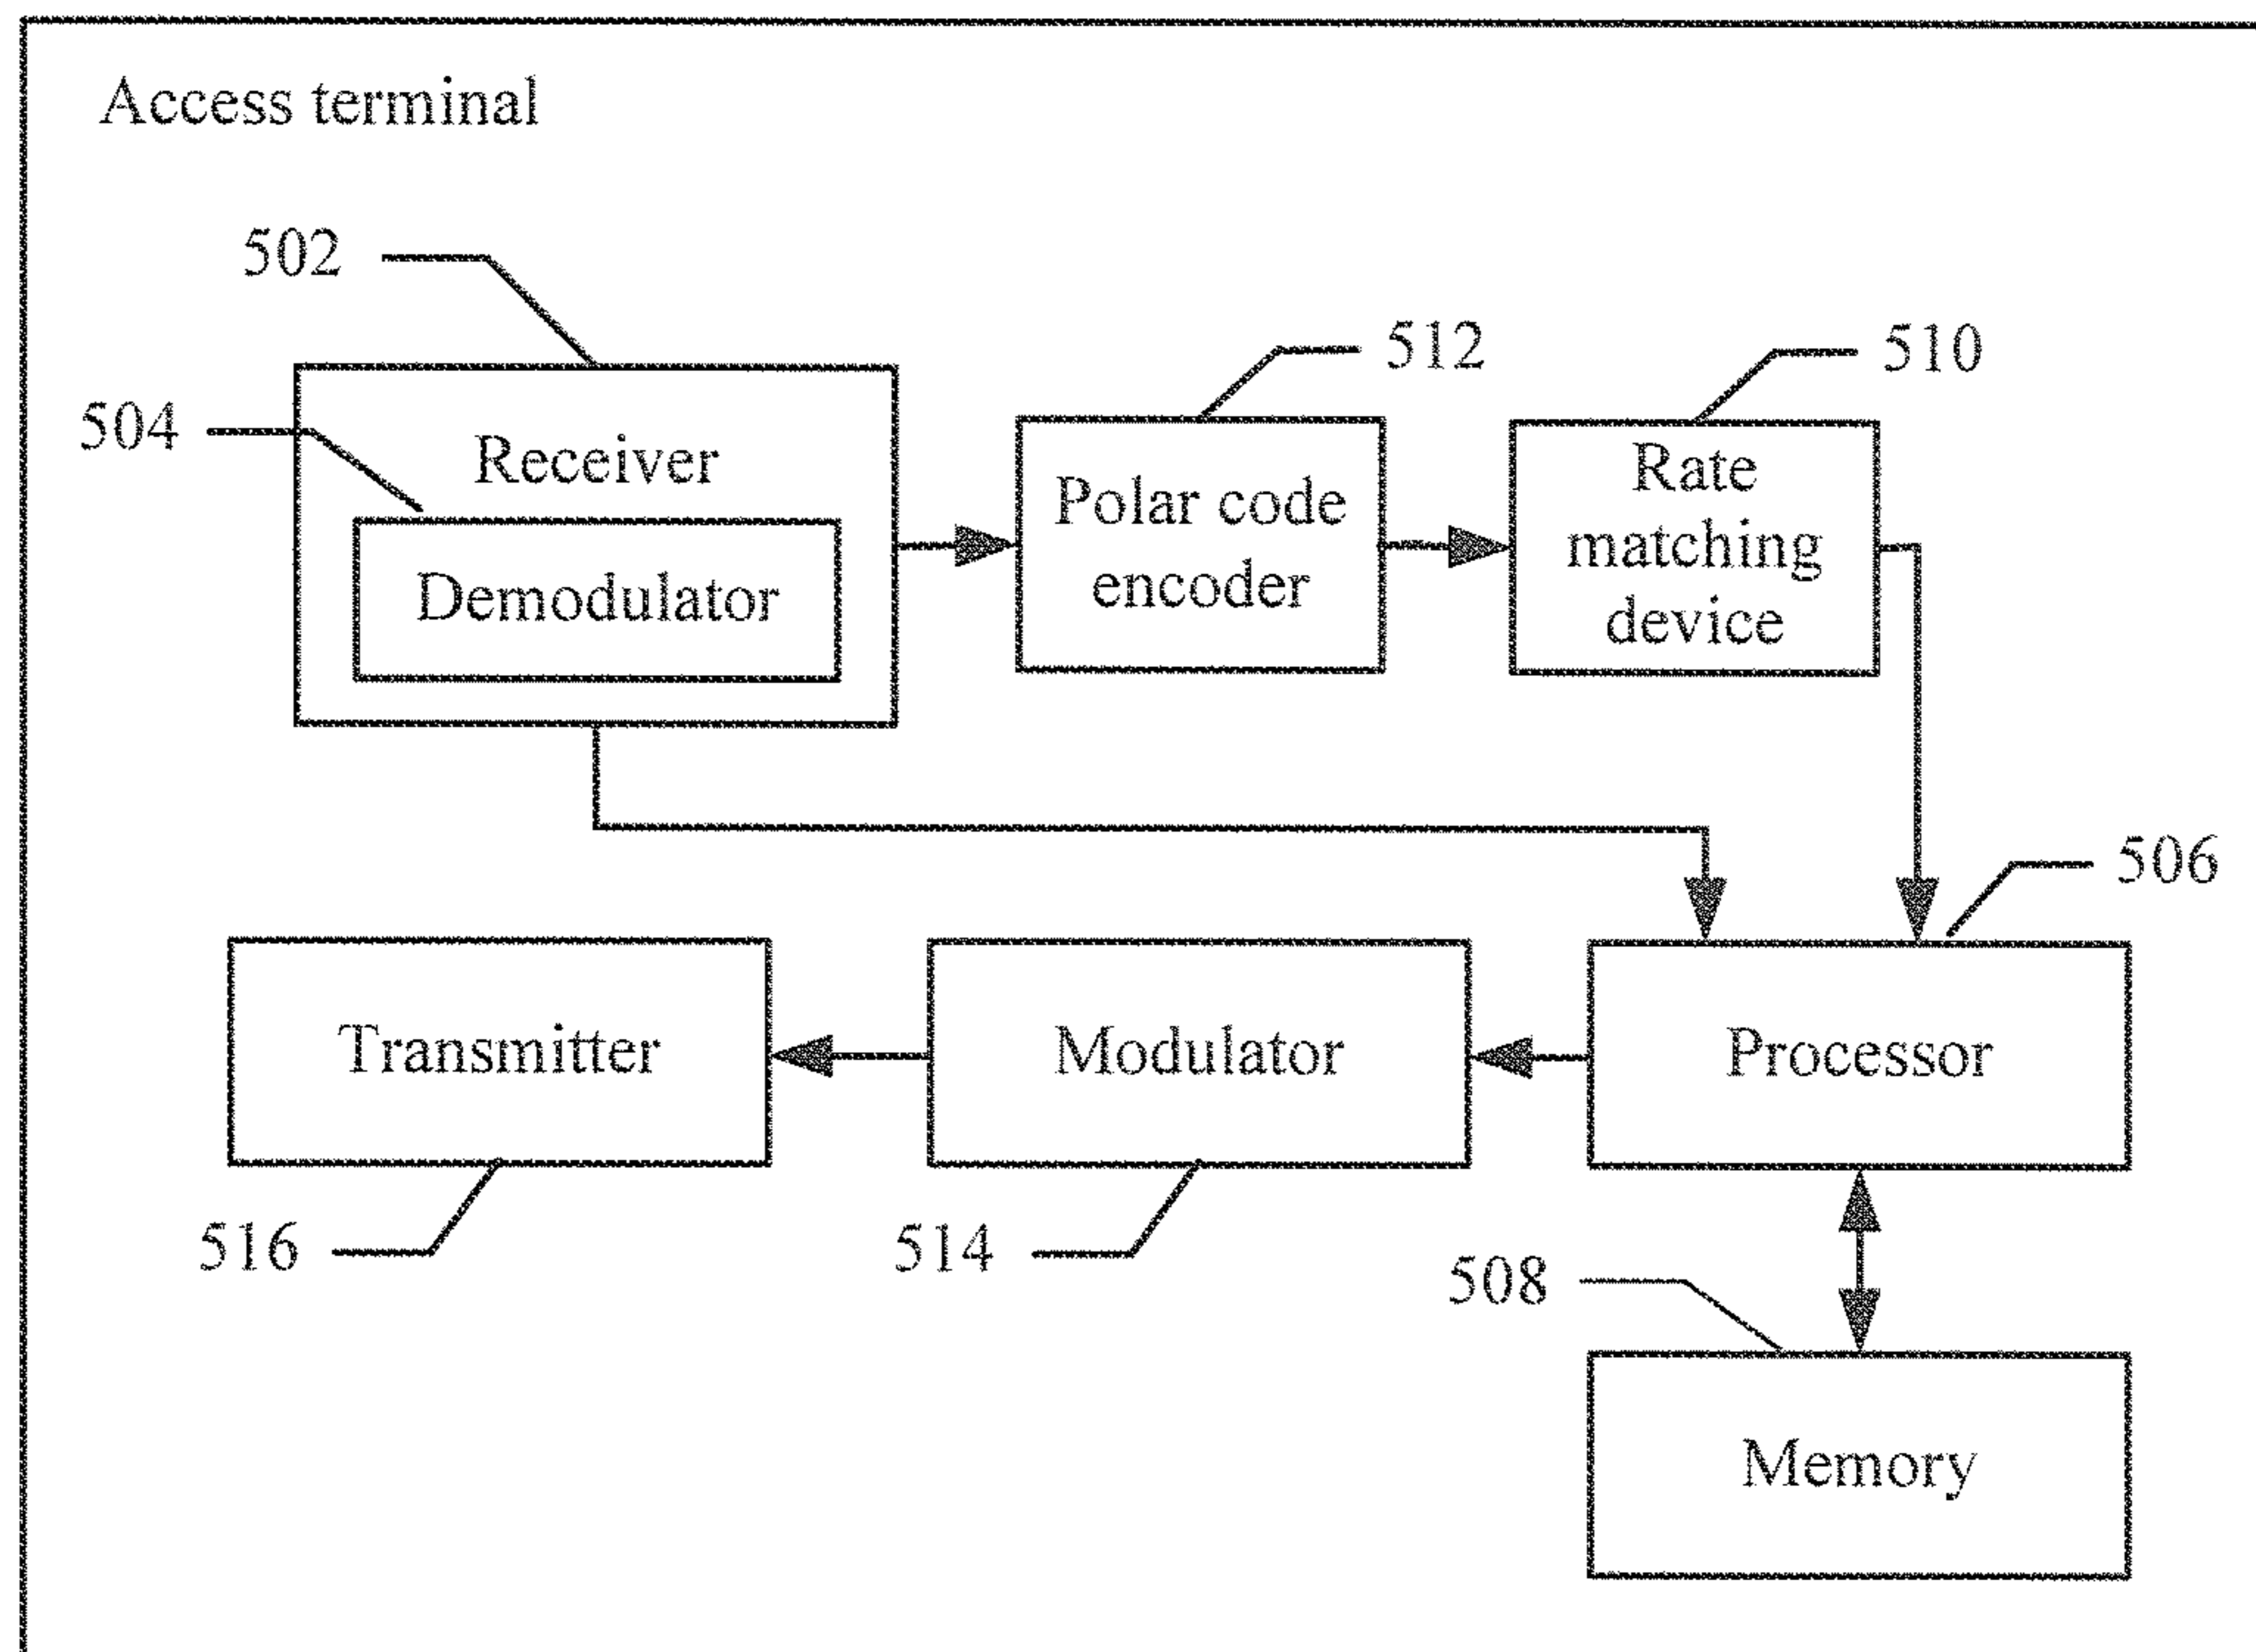 Access terminal
502
512
510
504
Receiver
Demodulator
Polar code
encoder
Rate
matching
device
506
Transmitter
Modulator
Processor
516
514
508
Memory